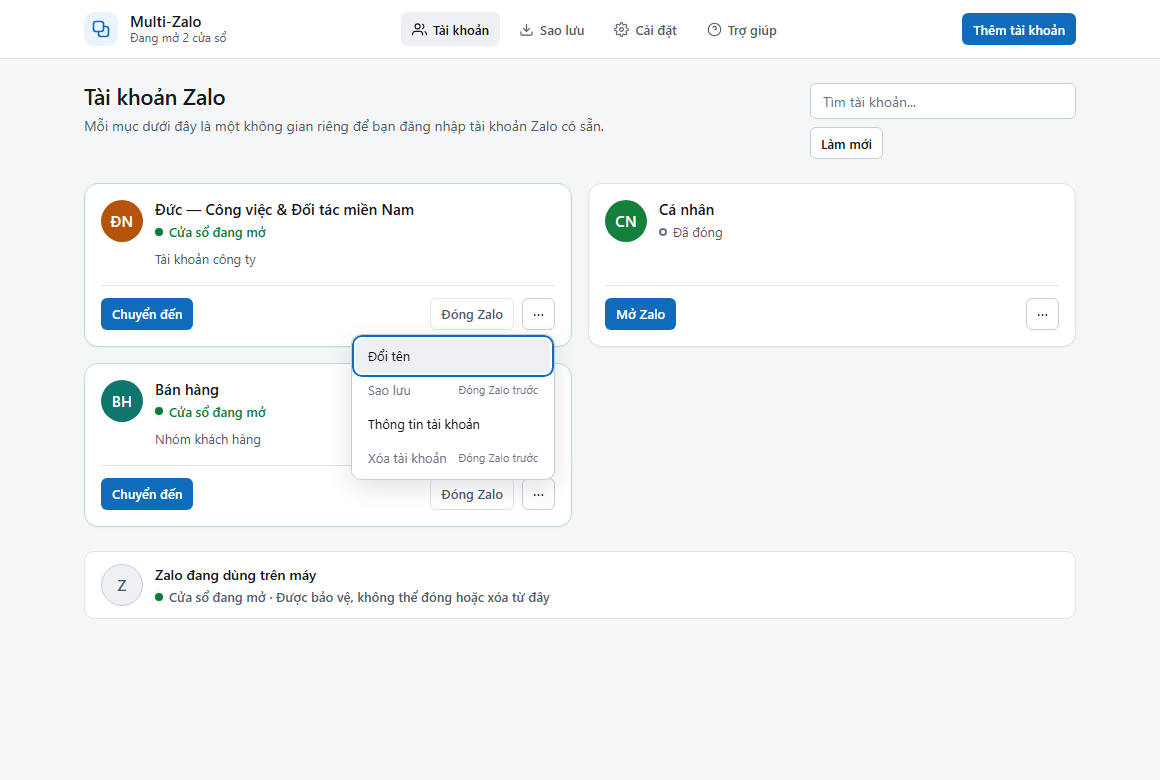 Multi-Zalo
Đang mở 2 cửa sổ
Tài khoản
Sao lưu
Cài đặt
Trợ giúp
Thêm tài khoản
Tài khoản Zalo
Mỗi mục dưới đây là một không gian riêng để bạn đăng nhập tài khoản Zalo có sẵn.
Tìm tài khoản...
Làm mới
ĐN
Đức — Công việc & Đối tác miền Nam
Cửa sổ đang mở
Tài khoản công ty
Chuyển đến
Đóng Zalo
...
CN
Cá nhân
Đã đóng
Mở Zalo
...
Đổi tên
Sao lưu Đóng Zalo trước
Thông tin tài khoản
Xóa tài khoản Đóng Zalo trước
BH
Bán hàng
Cửa sổ đang mở
Nhóm khách hàng
Chuyển đến
Đóng Zalo
...
Z
Zalo đang dùng trên máy
Cửa sổ đang mở · Được bảo vệ, không thể đóng hoặc xóa từ đây